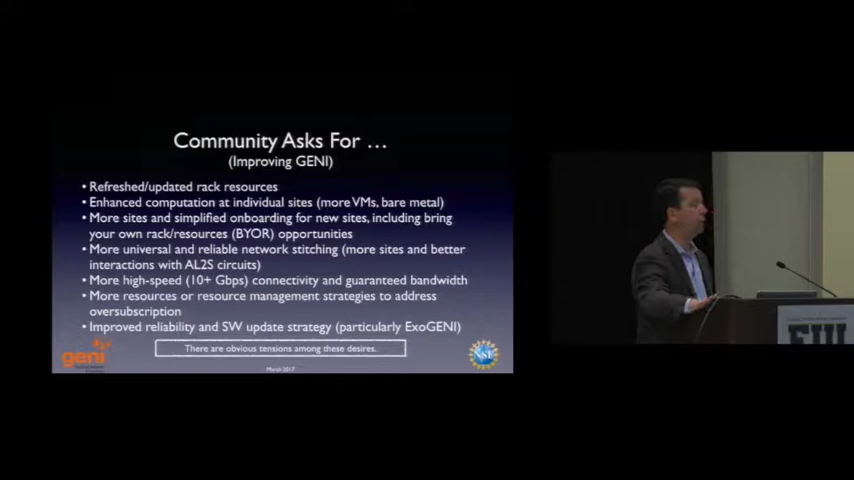 Community Asks For ...
(Improving GENI)
• Refreshed/updated rack resources
• Enhanced computation at individual sites (more VMs, bare metal)
• More sites and simplified onboarding for new sites, including bring
your own rack/resources (BYOR) opportunities
• More universal and reliable network stitching (more sites and better
interactions with AL2S circuits)
• More high-speed (10+ Gbps) connectivity and guaranteed bandwidth
• More resources or resource management strategies to address
oversubscription
• Improved reliability and SW update strategy (particularly ExoGENI)
There are obvious tensions among these desires.
geni
NSF
March 2017
FIU